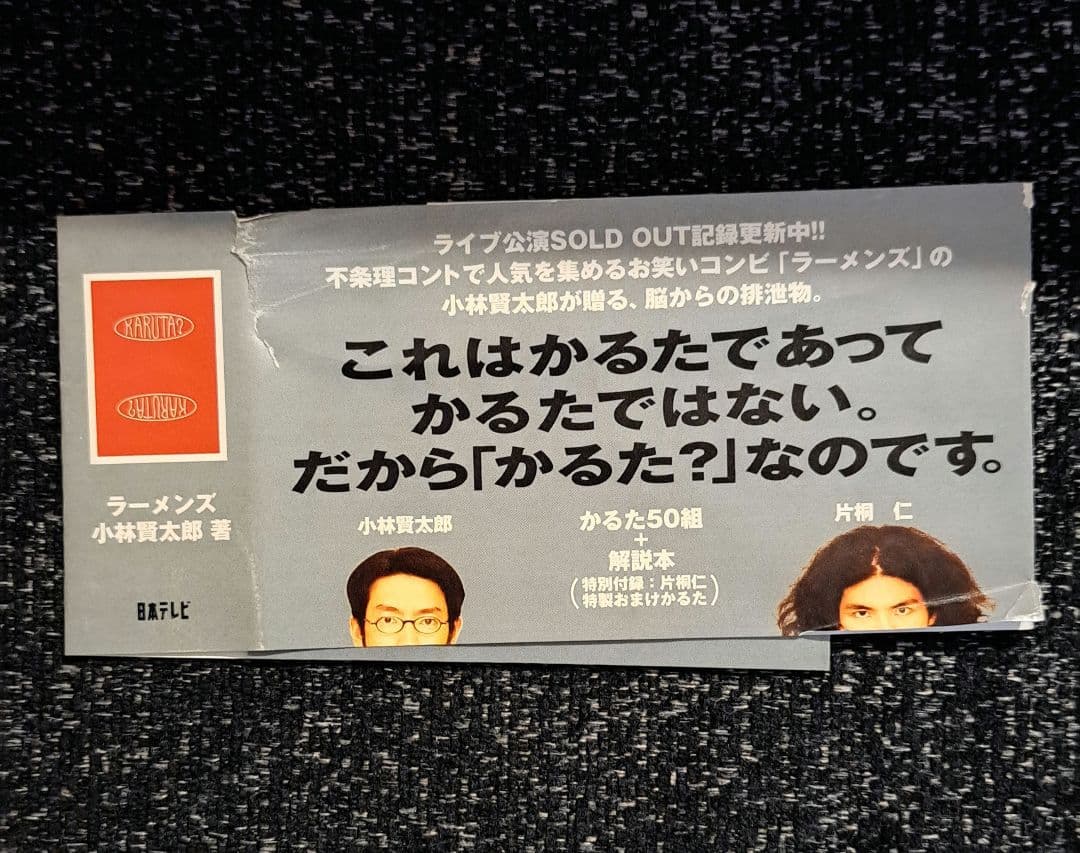 ライブ公演SOLD OUT記録更新中!!
不条理コントで人気を集めるお笑いコンビ「ラーメンズ」の
小林賢太郎が贈る、脳からの排泄物。
これはかるたであって
かるたではない。
だから「かるた?」なのです。
小林賢太郎
かるた50組
+
解説本
(特別付録:片桐仁
特製おまけかるた)
片桐 仁
KARUTA?
KARUTA?
ラーメンズ
小林賢太郎 著
日本テレビ